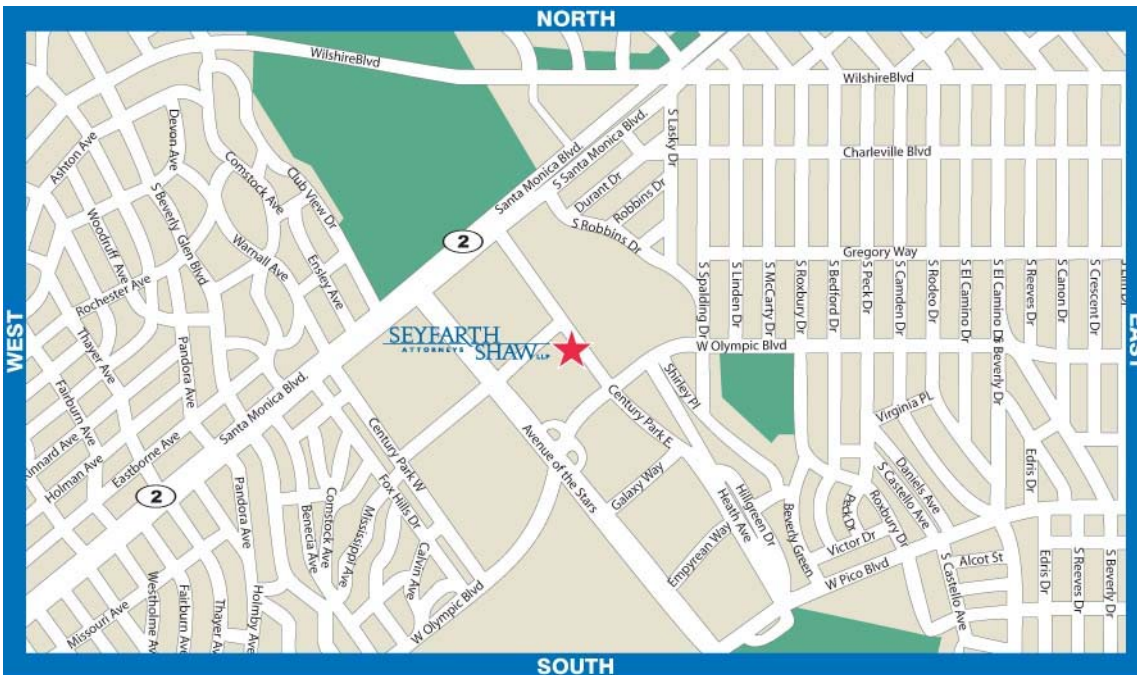 NORTH
WilshireBlvd
WilshireBlvd
Devon Ave
Ashton Ave
Comstock Ave
Club View Dr
Santa Monica Blvd.
S Santa Monica Blvd.
S Lasky Dr
Charleville Blvd
Durant Dr
Robbins Dr
S Robbins Dr
S Beverly Glen Blvd
Woodruff Ave
Warnall Ave
Ensley Ave
2
Gregory Way
Rochester Ave
S Spalding Dr
S Linden Dr
S McCarty Dr
S Roxbury Dr
S Bedford Dr
S Peck Dr
S Camden Dr
S Rodeo Dr
S El Camino Dr
S El Camino Dr
S Reeves Dr
S Canon Dr
S Crescent Dr
WEST
EAST
Thayer Ave
Pandora Ave
SEYFARTH
ATTORNEYS SHAW LLP
W Olympic Blvd
S Beverly Dr
Fairburn Ave
Santa Monica Blvd.
Shirley Pl
Century Park E
Virginia PL
Kinnard Ave
Holman Ave
Eastborne Ave
Century Park W
Avenue of the Stars
Galaxy Way
Daniels Ave
S Castello Ave
Edris Dr
2
Pandora Ave
Benecia Ave
Comstock Ave
Mississippi Ave
Fox Hills Dr
Calvin Ave
Heath Ave
Hillgreen Dr
Beverly Green
Peck Dr
Roxbury Dr
Victor Dr
Empyrean Way
W Pico Blvd
Alcot St
S Castello Ave
Edris Dr
S Reeves Dr
S Beverly Dr
Missouri Ave
Westholme Ave
Fairburn Ave
Thayer Ave
Holmby Ave
W Olympic Blvd
SOUTH